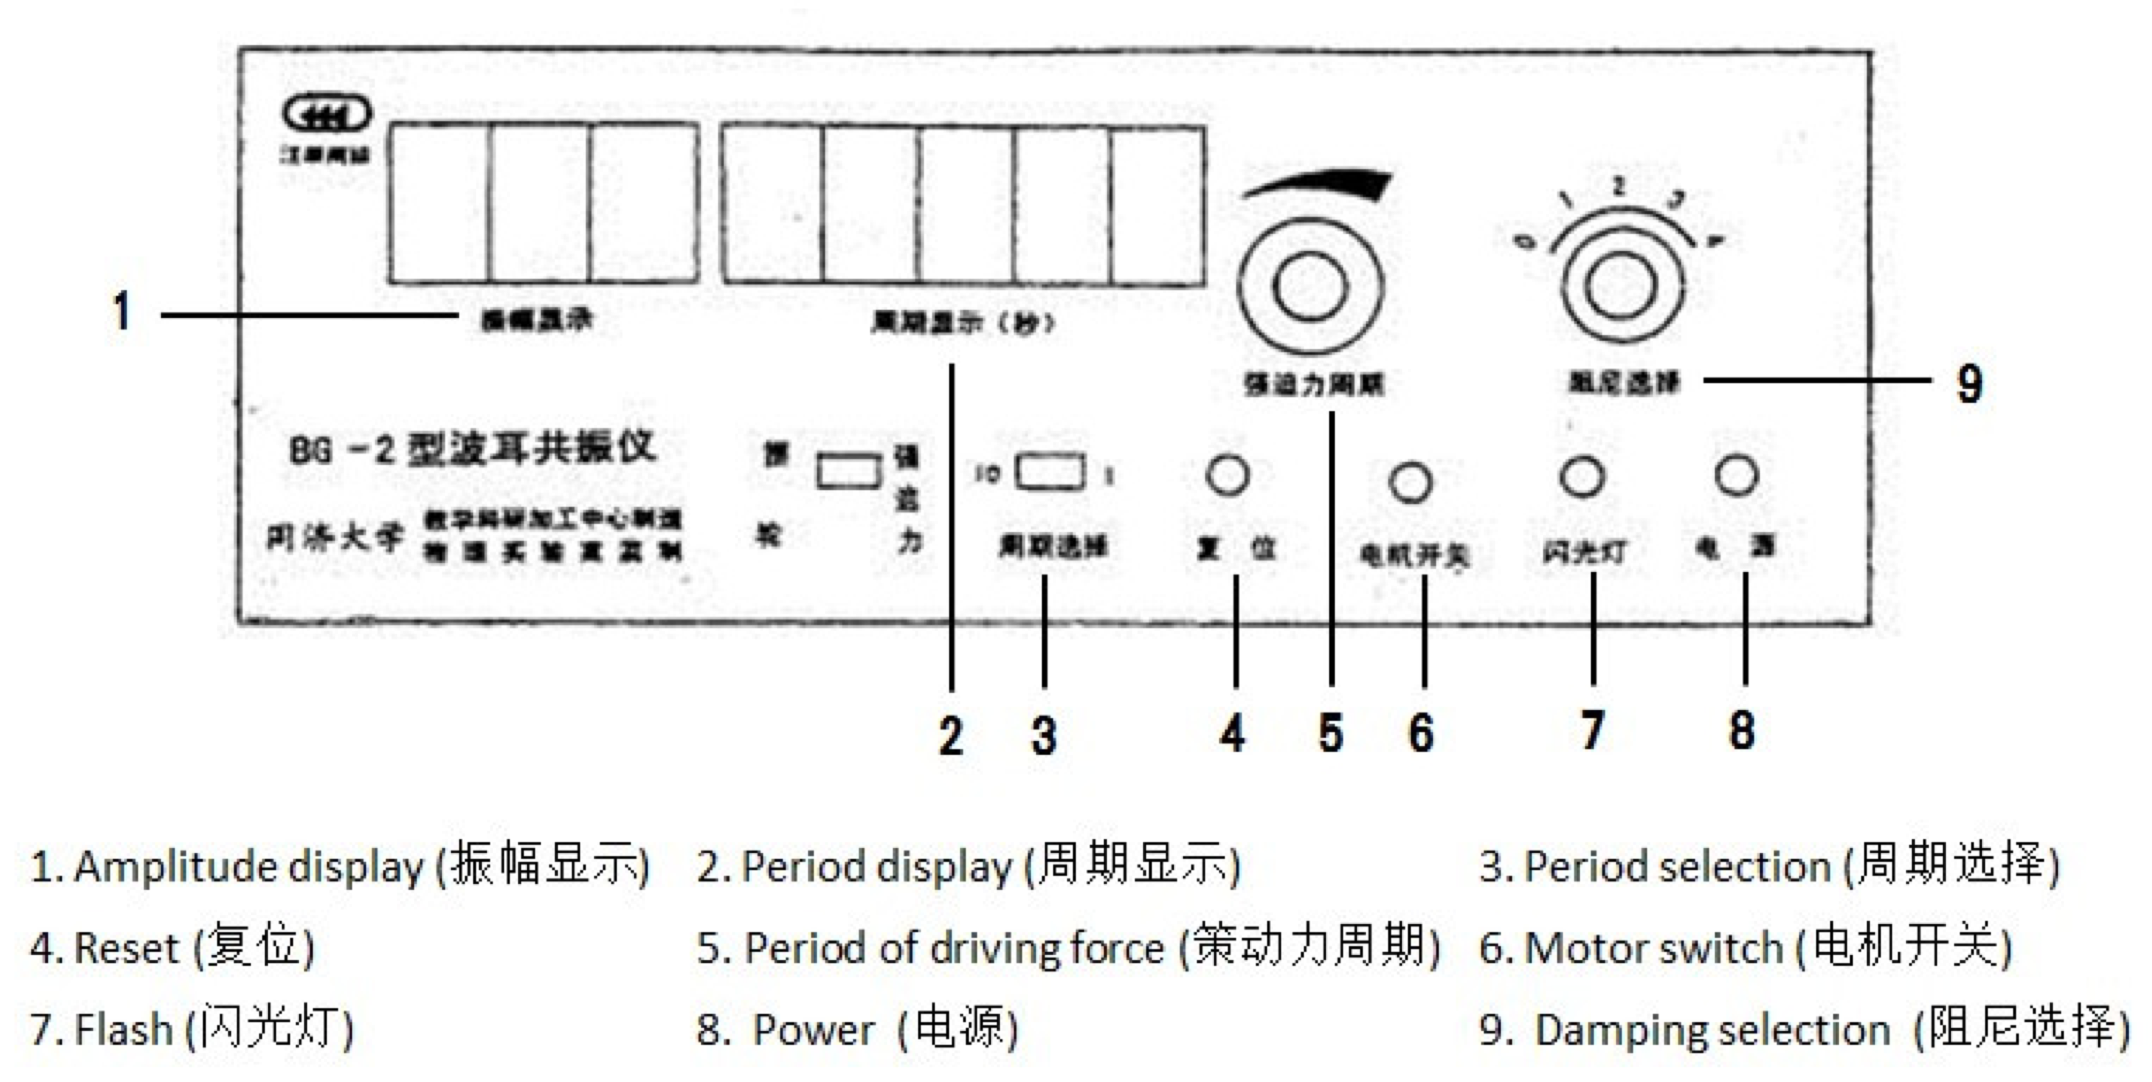 1
振幅显示
周期显示（秒）
强迫力周期
0 1 2 3 4
阻尼选择
9
BG-2型波耳共振仪
同济大学
教学科研加工中心制造
物理实验室监制
摆
轮
强
迫
力
10 1
周期选择
复 位
电机开关
闪光灯
电 源
2 3 4 5 6 7 8
1. Amplitude display (振幅显示) 2. Period display (周期显示) 3. Period selection (周期选择)
4. Reset (复位) 5. Period of driving force (策动力周期) 6. Motor switch (电机开关)
7. Flash (闪光灯) 8. Power (电源) 9. Damping selection (阻尼选择)